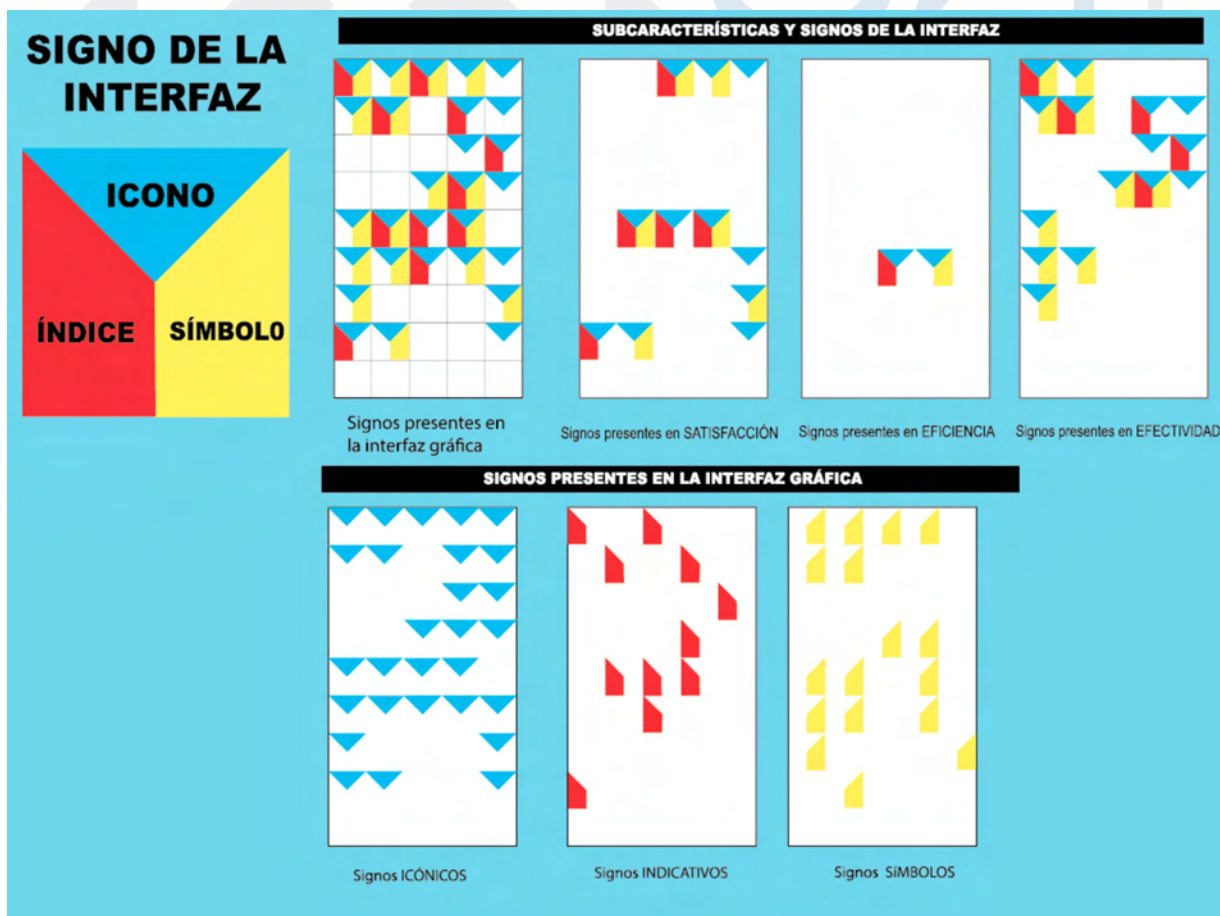 SIGNO DE LA
INTERFAZ
ICONO
ÍNDICE
SÍMBOL0
SUBCARACTERÍSTICAS Y SIGNOS DE LA INTERFAZ
Signos presentes en
la interfaz gráfica
Signos presentes en SATISFACCIÓN
Signos presentes en EFICIENCIA
Signos presentes en EFECTIVIDAD
SIGNOS PRESENTES EN LA INTERFAZ GRÁFICA
Signos ICÓNICOS
Signos INDICATIVOS
Signos SíMBOLOS